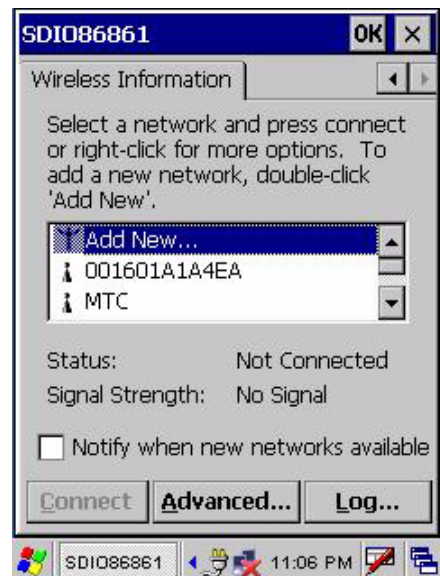 SDIO86861 OK
Wireless Information
Select a network and press connect
or right-click for more options. To
add a new network, double-click
'Add New'.
Add New...
001601A1A4EA
MTC
Status: Not Connected
Signal Strength: No Signal
Notify when new networks available
Connect Advanced... Log...
SDIO86861 11:06 PM